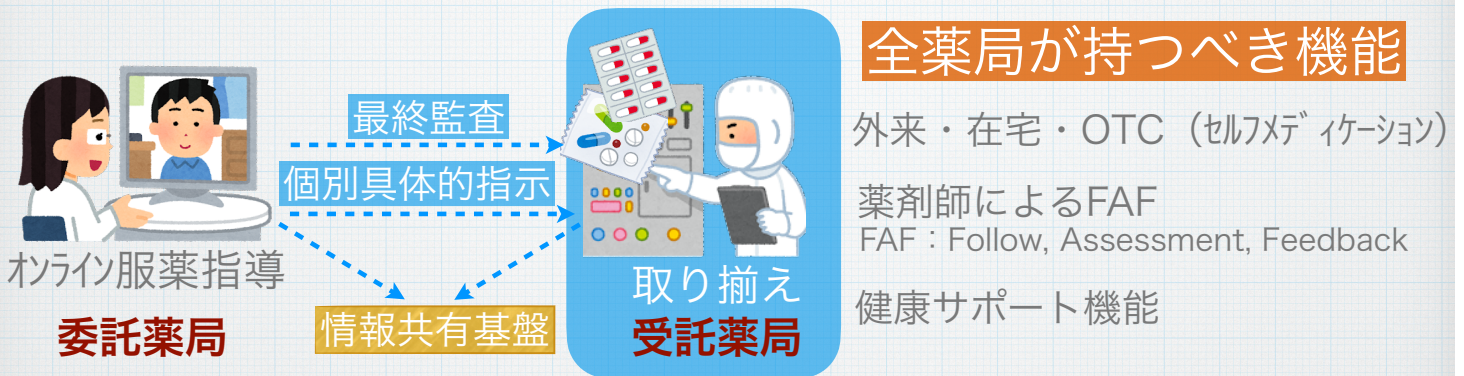 最終監査
個別具体的指示
オンライン服薬指導
委託薬局
情報共有基盤
取り揃え
受託薬局
全薬局が持つべき機能
外来・在宅・OTC（ｾﾙﾌﾒﾃﾞｨｹｰｼｮﾝ）
薬剤師によるFAF
FAF：Follow, Assessment, Feedback
健康サポート機能